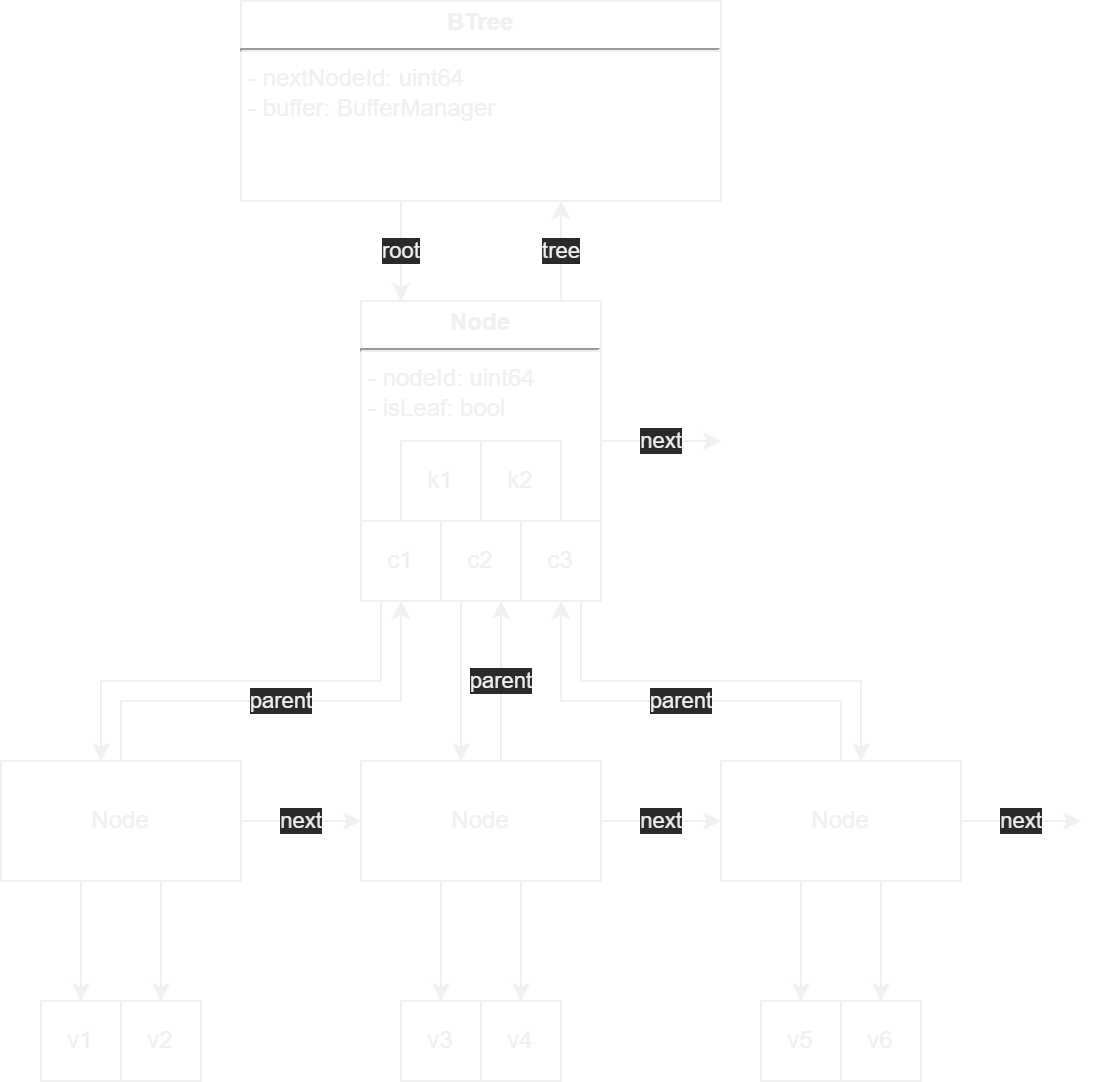 BTree
- nextNodeId: uint64
- buffer: BufferManager
root
tree
Node
- nodeId: uint64
- isLeaf: bool
next
k1
k2
c1
c2
c3
parent
parent
parent
Node
next
Node
next
Node
next
v1
v2
v3
v4
v5
v6